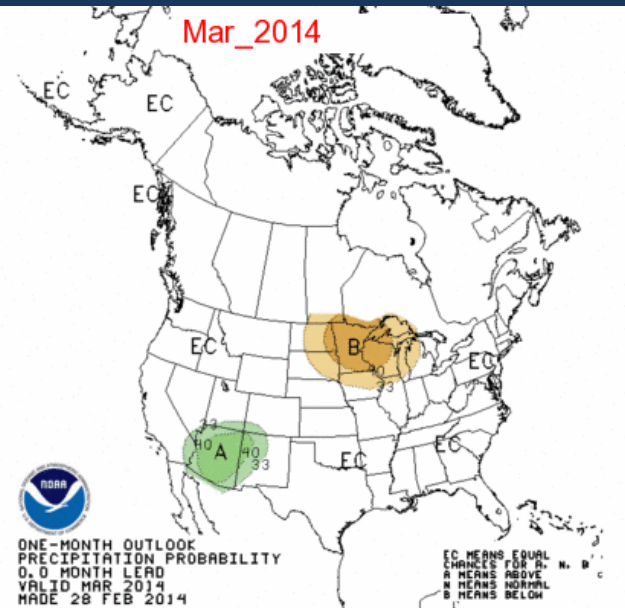 Mar_2014
EC
EC
EC
EC
B
40
33
EC
33
40
A
40
33
EC
EC
NOAA
ONE-MONTH OUTLOOK
PRECIPITATION PROBABILITY
0.0 MONTH LEAD
VALID MAR 2014
MADE 28 FEB 2014
EC MEANS EQUAL
CHANCES FOR A, N, B
A MEANS ABOVE
N MEANS NORMAL
B MEANS BELOW